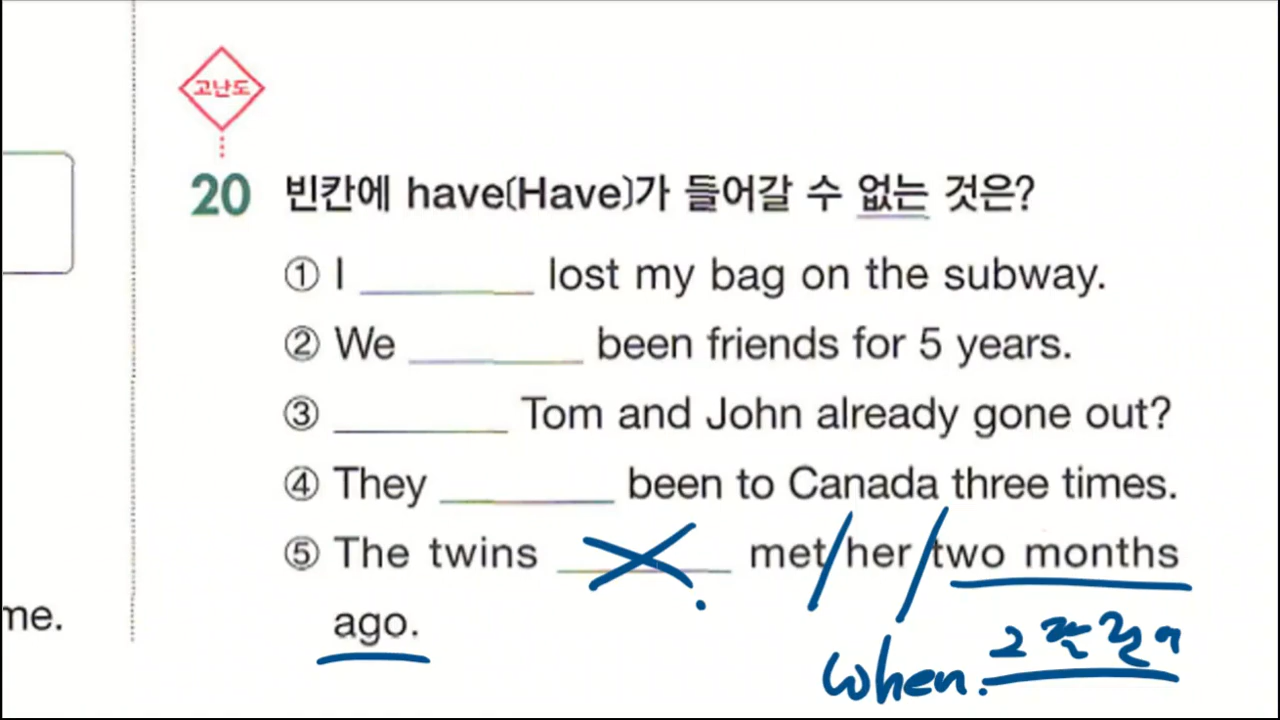 고난도
20 빈칸에 have(Have)가 들어갈 수 없는 것은?
① I ________ lost my bag on the subway.
② We ________ been friends for 5 years.
③ ________ Tom and John already gone out?
④ They ________ been to Canada three times.
⑤ The twins ________ met her two months
ago.
me.
when.